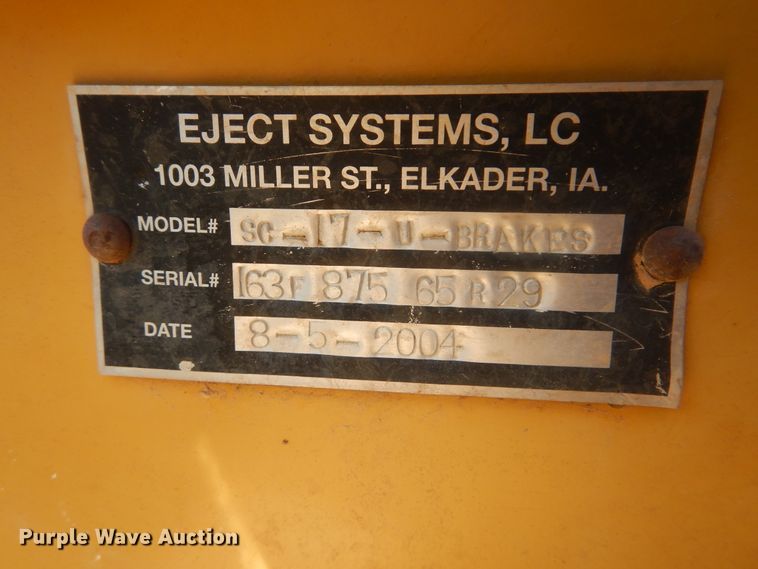 EJECT SYSTEMS, LC
1003 MILLER ST., ELKADER, IA.
MODEL# SC-17-U-BRAKES
SERIAL# 163F 875 65R29
DATE 8-5-2004
Purple Wave Auction®